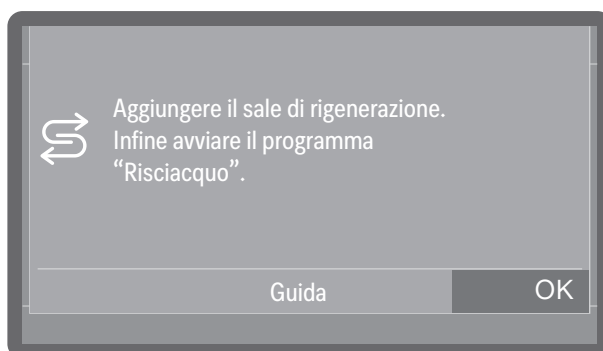 Aggiungere il sale di rigenerazione.
Infine avviare il programma
“Risciacquo”.
Guida
OK